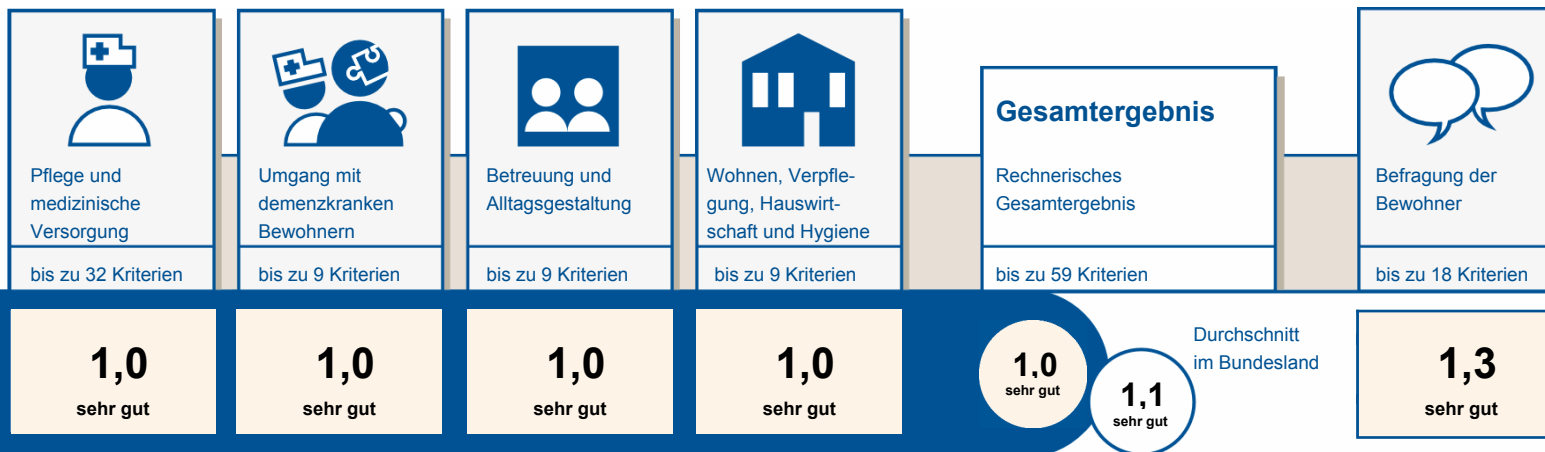 Pflege und
medizinische
Versorgung
bis zu 32 Kriterien
1,0
sehr gut
Umgang mit
demenzkranken
Bewohnern
bis zu 9 Kriterien
1,0
sehr gut
Betreuung und
Alltagsgestaltung
bis zu 9 Kriterien
1,0
sehr gut
Wohnen, Verpfle-
gung, Hauswirt-
schaft und Hygiene
bis zu 9 Kriterien
1,0
sehr gut
Gesamtergebnis
Rechnerisches
Gesamtergebnis
bis zu 59 Kriterien
1,0
sehr gut
Durchschnitt
im Bundesland
1,1
sehr gut
Befragung der
Bewohner
bis zu 18 Kriterien
1,3
sehr gut